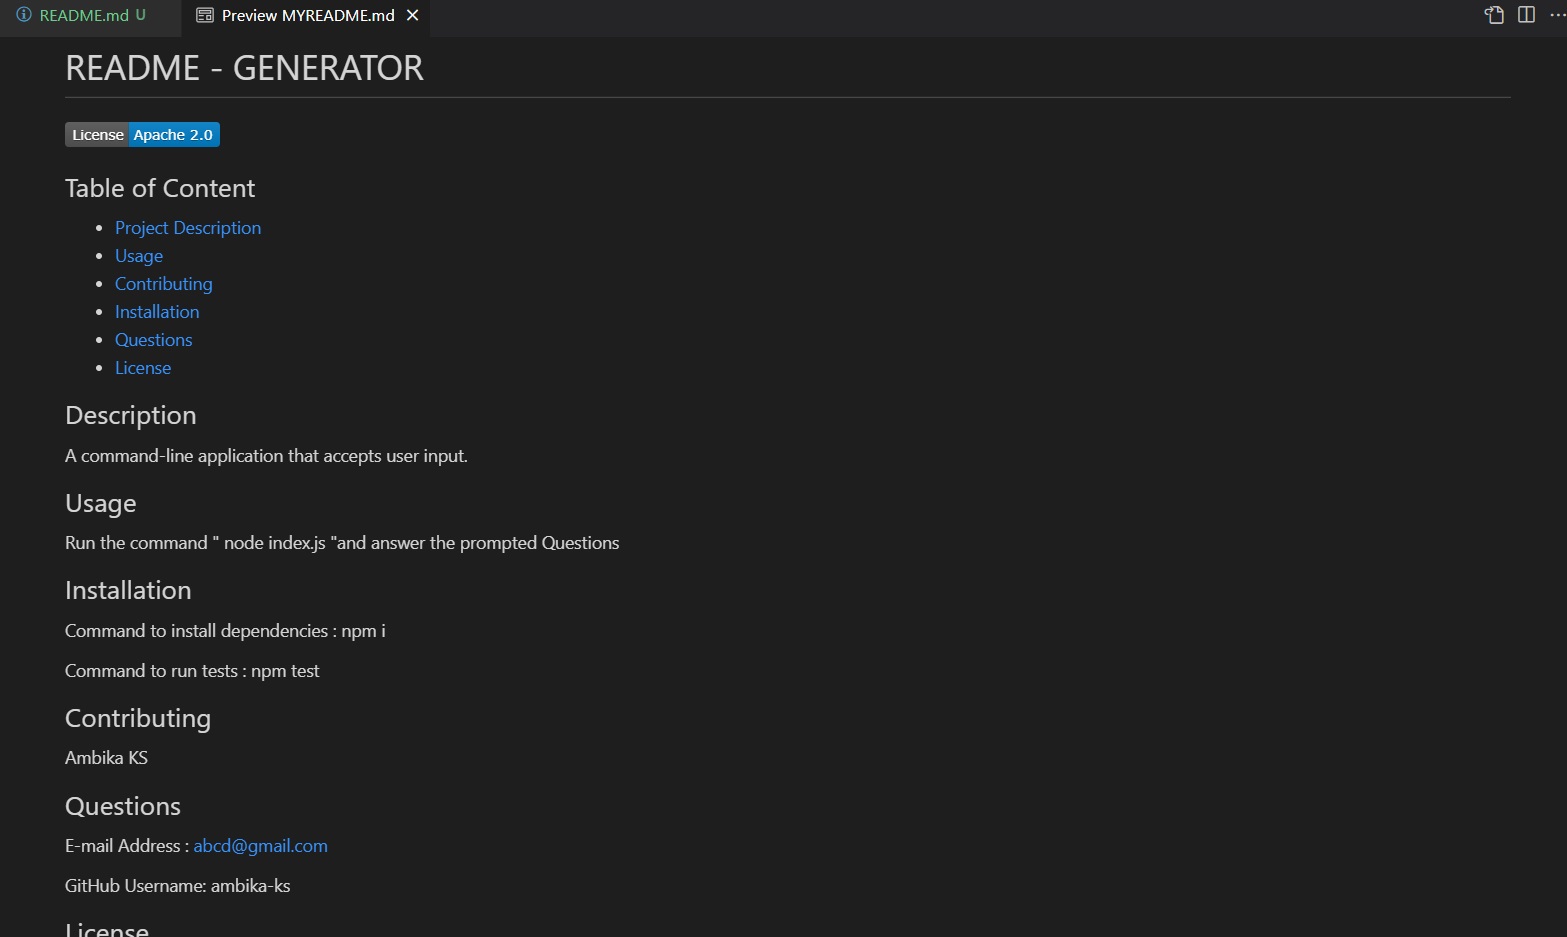 README.md U
Preview MYREADME.md
README - GENERATOR
License Apache 2.0
Table of Content
Project Description
Usage
Contributing
Installation
Questions
License
Description
A command-line application that accepts user input.
Usage
Run the command " node index.js "and answer the prompted Questions
Installation
Command to install dependencies : npm i
Command to run tests : npm test
Contributing
Ambika KS
Questions
E-mail Address : abcd@gmail.com
GitHub Username: ambika-ks
License